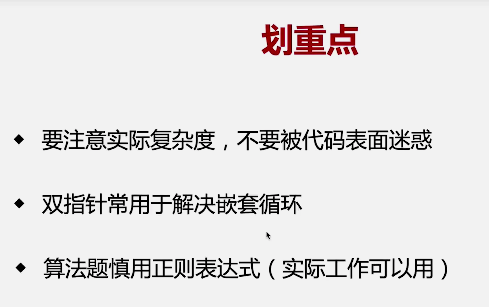 划重点
要注意实际复杂度，不要被代码表面迷惑
双指针常用于解决嵌套循环
算法题慎用正则表达式（实际工作可以用）